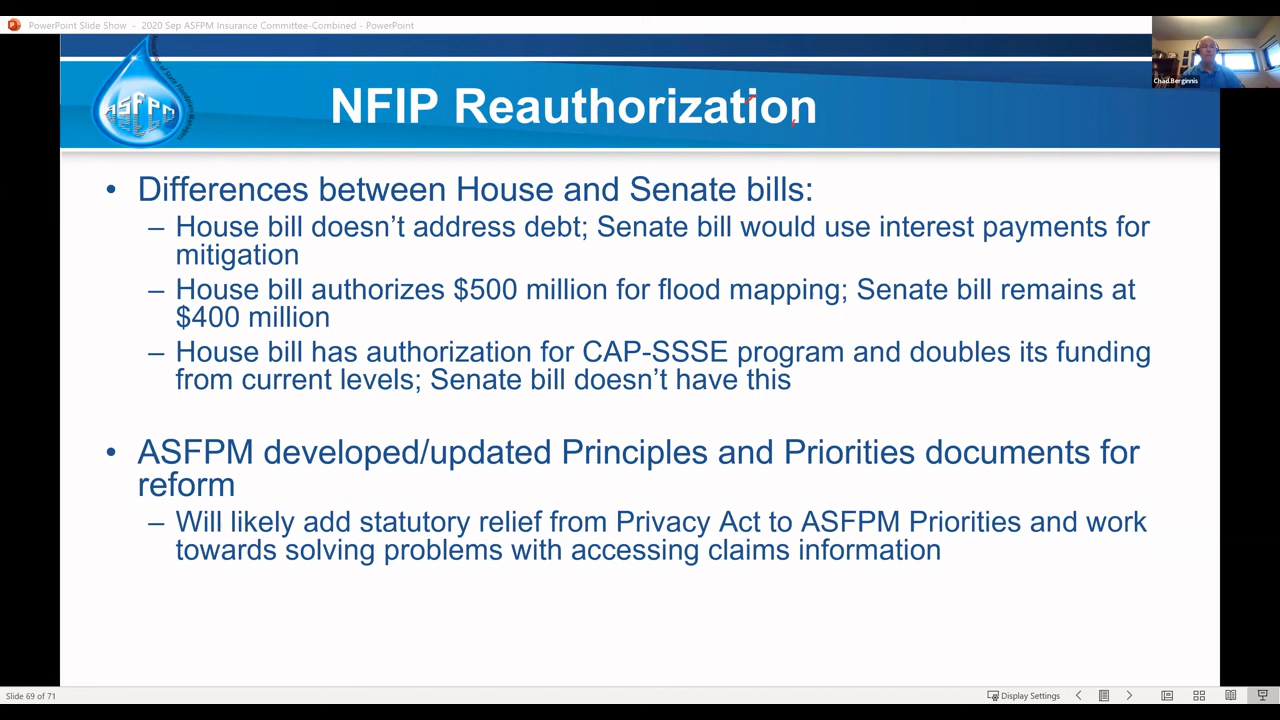 PowerPoint Slide Show - 2020 Sep ASFPM Insurance Committee-Combined - PowerPoint
Chad Berginnis
ASFPM
NFIP Reauthorization
• Differences between House and Senate bills:
– House bill doesn’t address debt; Senate bill would use interest payments for
mitigation
– House bill authorizes $500 million for flood mapping; Senate bill remains at
$400 million
– House bill has authorization for CAP-SSSE program and doubles its funding
from current levels; Senate bill doesn’t have this
• ASFPM developed/updated Principles and Priorities documents for
reform
– Will likely add statutory relief from Privacy Act to ASFPM Priorities and work
towards solving problems with accessing claims information
Slide 69 of 71
Display Settings